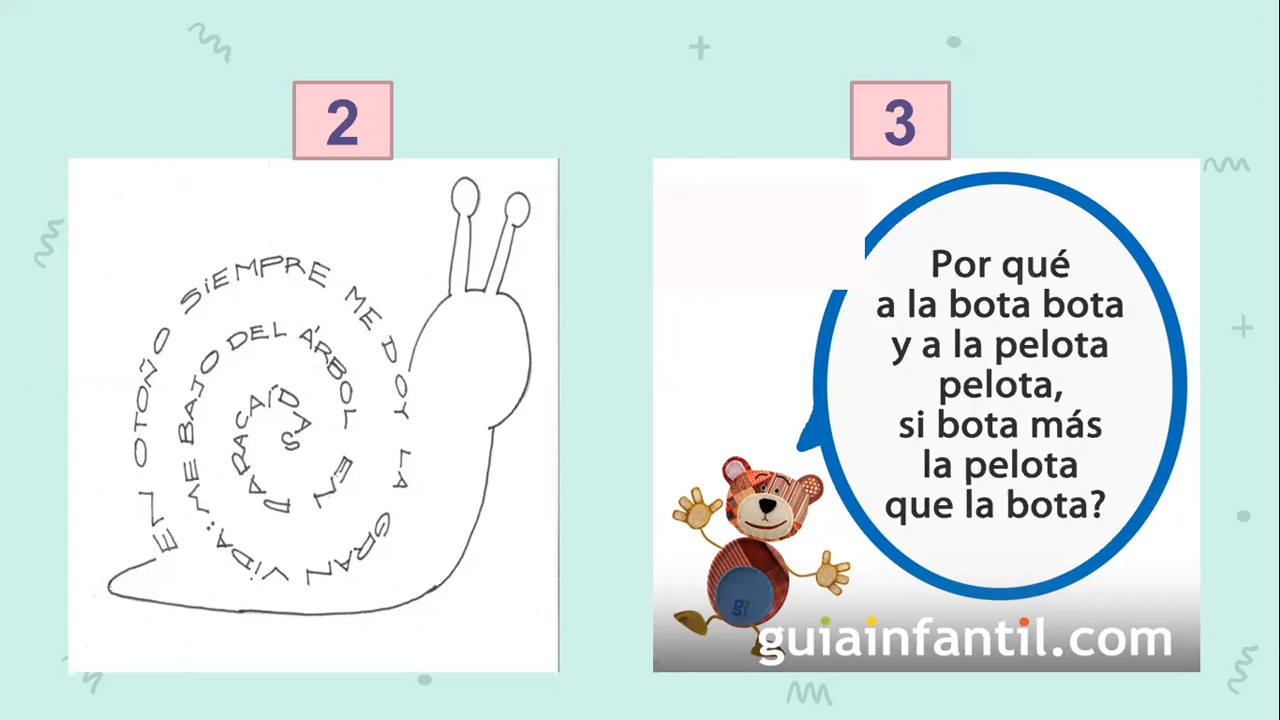 2
EN OTOÑO SIEMPRE ME DOY LA GRAN VIDA: ME BAJO DEL ÁRBOL EN PARACAÍDAS
3
Por qué
a la bota bota
y a la pelota
pelota,
si bota más
la pelota
que la bota?
gi
guiainfantil.com